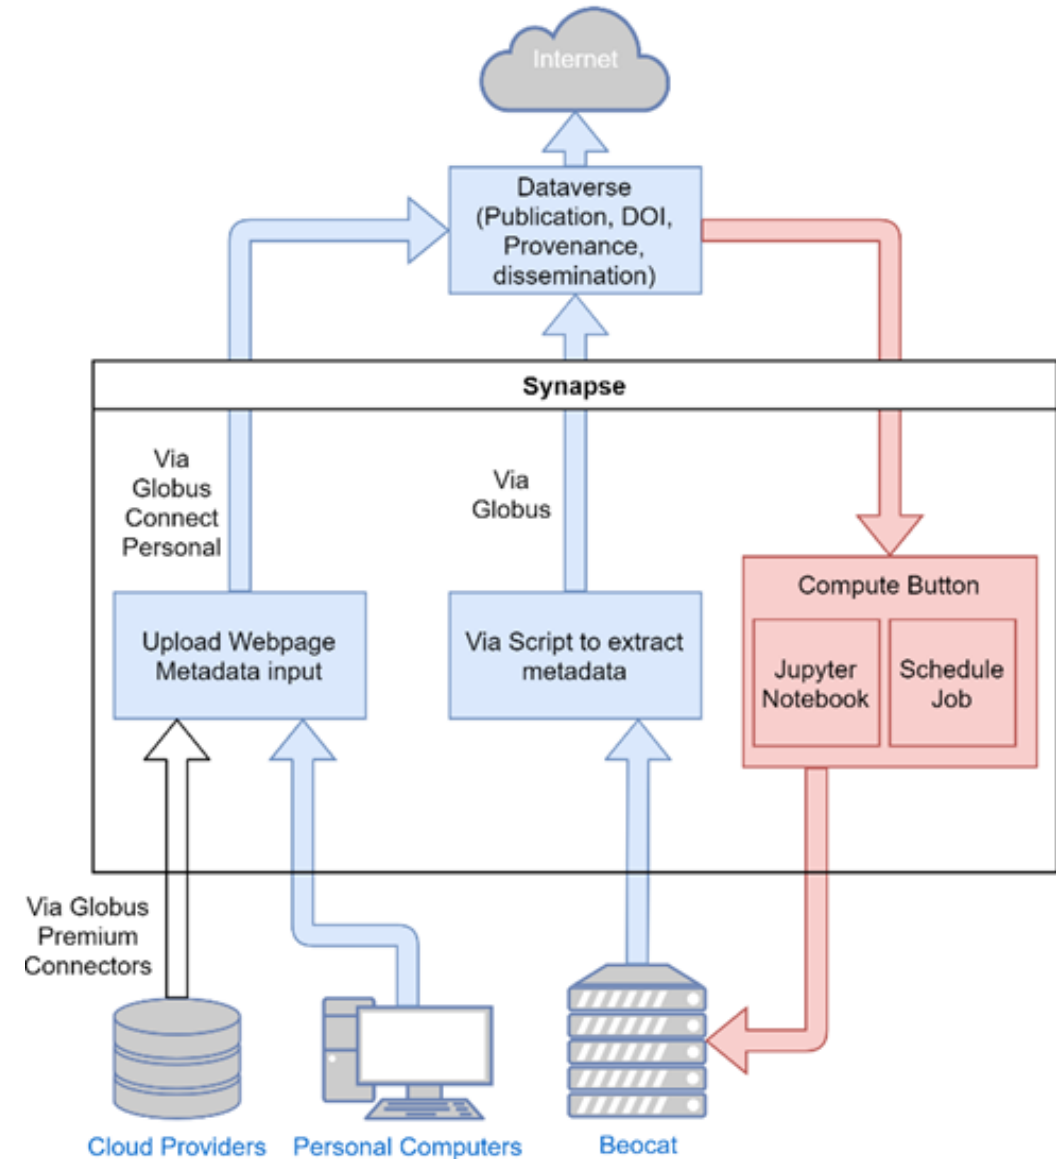 Internet
Dataverse
(Publication, DOI,
Provenance,
dissemination)
Synapse
Via
Globus
Connect
Personal
Via
Globus
Upload Webpage
Metadata input
Via Script to extract
metadata
Compute Button
Jupyter
Notebook
Schedule
Job
Via Globus
Premium
Connectors
Cloud Providers
Personal Computers
Beocat